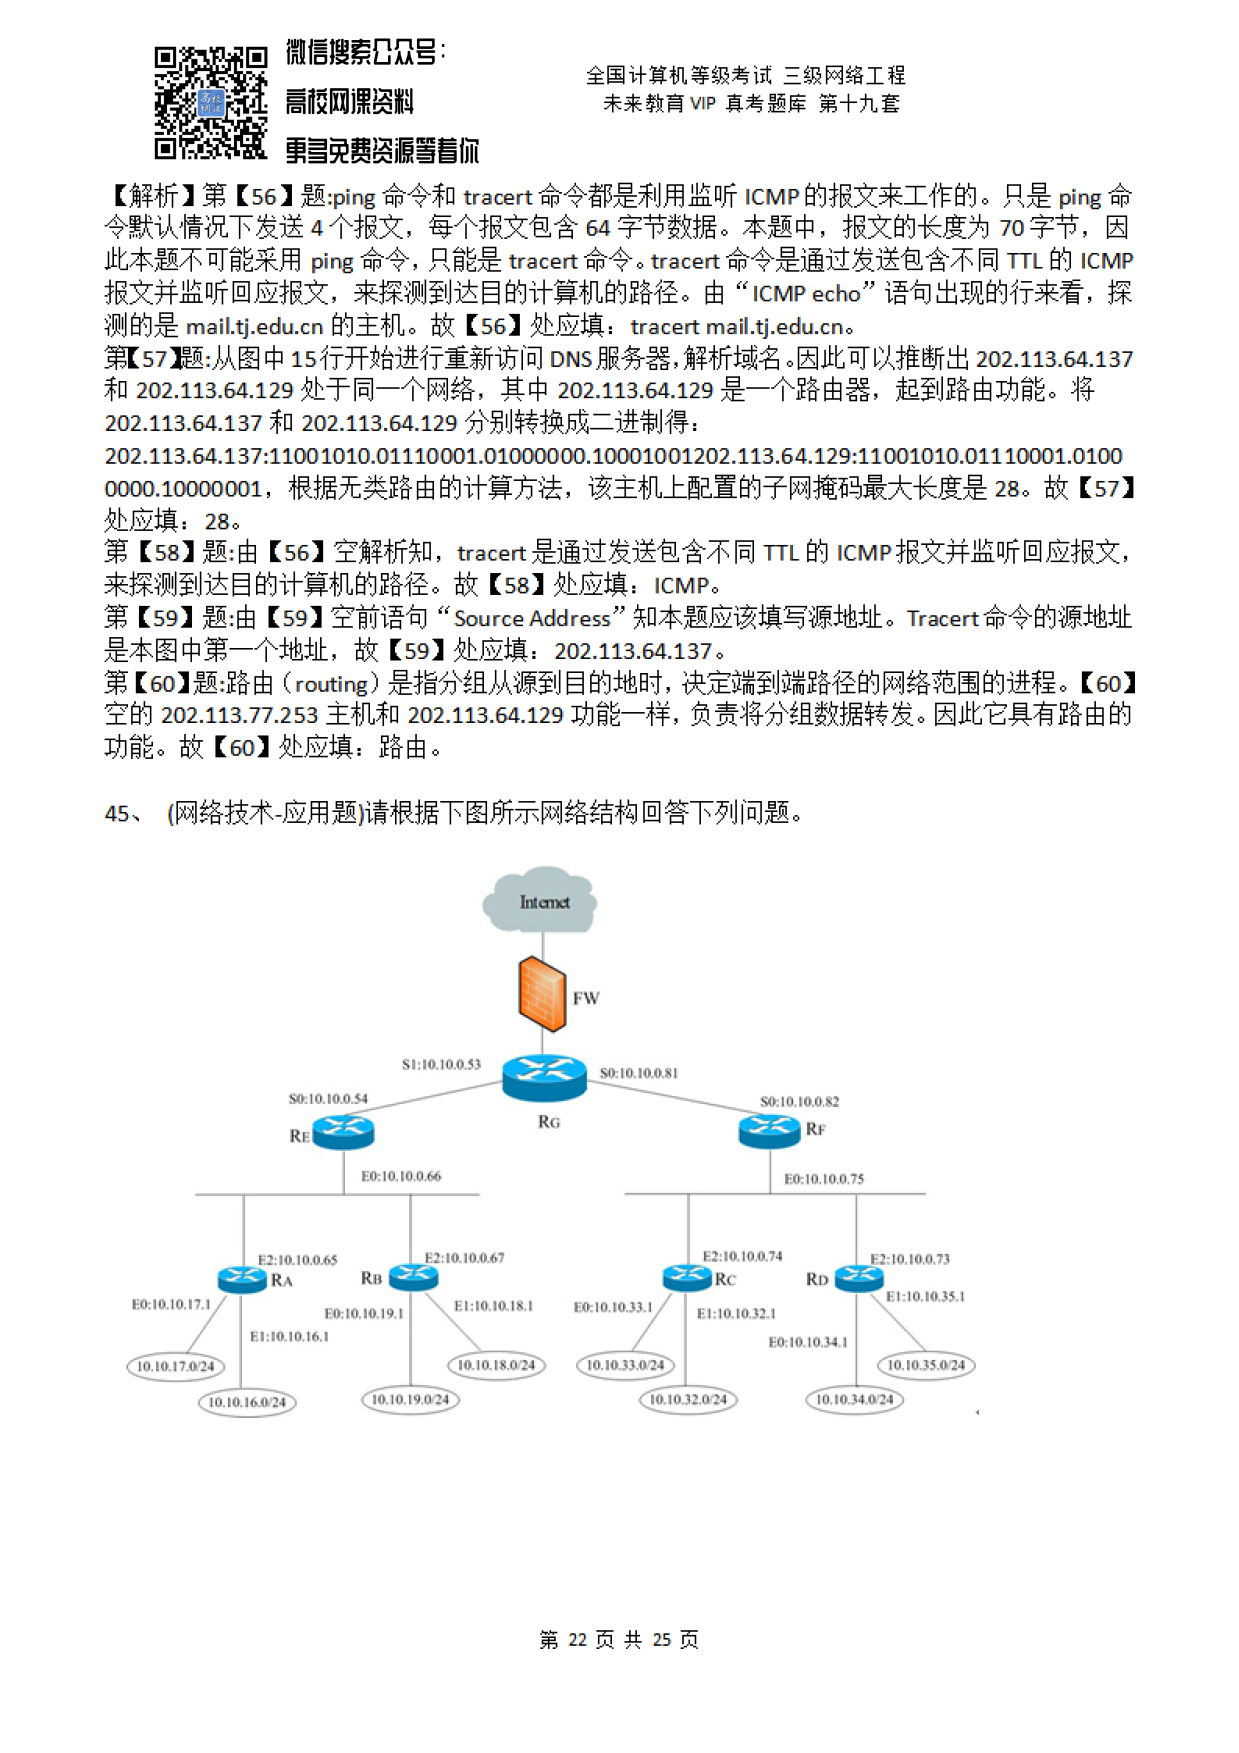 微信搜索公众号：
高校网课资料
更多免费资源等着你
全国计算机等级考试 三级网络工程
未来教育 VIP 真考题库 第十九套
【解析】第【56】题:ping 命令和 tracert 命令都是利用监听 ICMP 的报文来工作的。只是 ping 命
令默认情况下发送 4 个报文，每个报文包含 64 字节数据。本题中，报文的长度为 70 字节，因
此本题不可能采用 ping 命令，只能是 tracert 命令。tracert 命令是通过发送包含不同 TTL 的 ICMP
报文并监听回应报文，来探测到达目的计算机的路径。由“ICMP echo”语句出现的行来看，探
测的是 mail.tj.edu.cn 的主机。故【56】处应填：tracert mail.tj.edu.cn。
第【57】题:从图中 15 行开始进行重新访问 DNS 服务器，解析域名。因此可以推断出 202.113.64.137
和 202.113.64.129 处于同一个网络，其中 202.113.64.129 是一个路由器，起到路由功能。将
202.113.64.137 和 202.113.64.129 分别转换成二进制得：
202.113.64.137:11001010.01110001.01000000.10001001202.113.64.129:11001010.01110001.0100
0000.10000001，根据无类路由的计算方法，该主机上配置的子网掩码最大长度是 28。故【57】
处应填：28。
第【58】题:由【56】空解析知，tracert 是通过发送包含不同 TTL 的 ICMP 报文并监听回应报文，
来探测到达目的计算机的路径。故【58】处应填：ICMP。
第【59】题:由【59】空前语句“Source Address”知本题应该填写源地址。Tracert 命令的源地址
是本图中第一个地址，故【59】处应填：202.113.64.137。
第【60】题:路由（routing）是指分组从源到目的地时，决定端到端路径的网络范围的进程。【60】
空的 202.113.77.253 主机和 202.113.64.129 功能一样，负责将分组数据转发。因此它具有路由的
功能。故【60】处应填：路由。
45、 (网络技术-应用题)请根据下图所示网络结构回答下列问题。
Internet
FW
S1:10.10.0.53
S0:10.10.0.81
RG
S0:10.10.0.54
S0:10.10.0.82
RE
RF
E0:10.10.0.66
E0:10.10.0.75
E2:10.10.0.65
E2:10.10.0.67
E2:10.10.0.74
E2:10.10.0.73
RA
RB
RC
RD
E0:10.10.17.1
E0:10.10.19.1
E1:10.10.18.1
E0:10.10.33.1
E1:10.10.32.1
E1:10.10.35.1
E1:10.10.16.1
E0:10.10.34.1
10.10.17.0/24
10.10.18.0/24
10.10.33.0/24
10.10.35.0/24
10.10.16.0/24
10.10.19.0/24
10.10.32.0/24
10.10.34.0/24
第 22 页 共 25 页